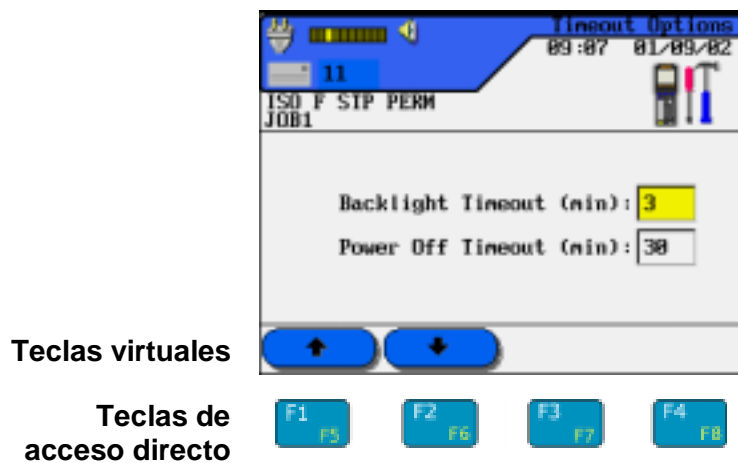 Timeout Options
09:07 01/09/02
11
ISO F STP PERM
JOB1
Backlight Timeout (min): 3
Power Off Timeout (min): 30
Teclas virtuales
Teclas de
acceso directo
F1 F5 F2 F6 F3 F7 F4 F8